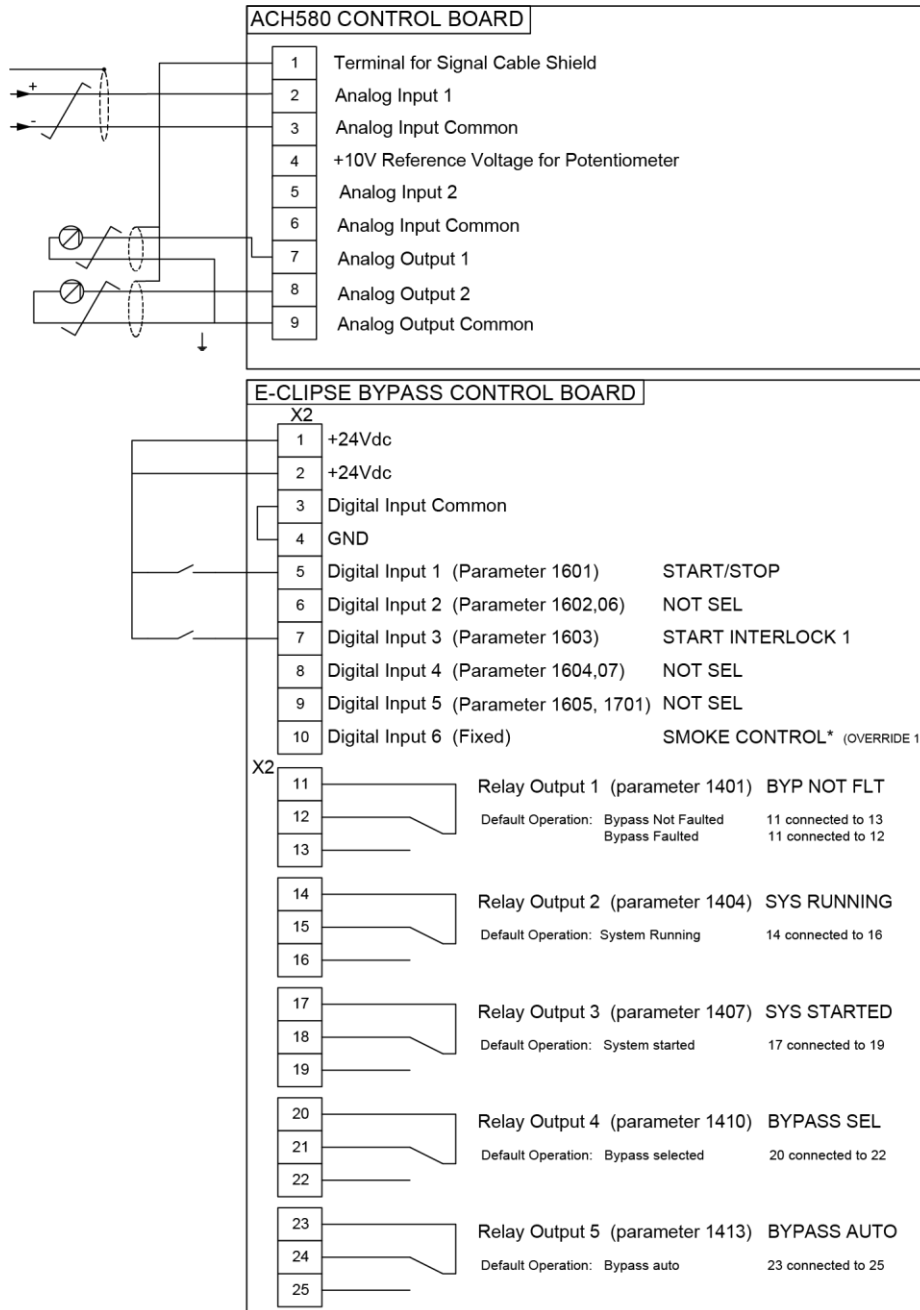 ACH580 CONTROL BOARD
1 Terminal for Signal Cable Shield
+
2 Analog Input 1
-
3 Analog Input Common
4 +10V Reference Voltage for Potentiometer
5 Analog Input 2
6 Analog Input Common
7 Analog Output 1
8 Analog Output 2
9 Analog Output Common
E-CLIPSE BYPASS CONTROL BOARD
X2
1 +24Vdc
2 +24Vdc
3 Digital Input Common
4 GND
5 Digital Input 1 (Parameter 1601) START/STOP
6 Digital Input 2 (Parameter 1602,06) NOT SEL
7 Digital Input 3 (Parameter 1603) START INTERLOCK 1
8 Digital Input 4 (Parameter 1604,07) NOT SEL
9 Digital Input 5 (Parameter 1605, 1701) NOT SEL
10 Digital Input 6 (Fixed) SMOKE CONTROL* (OVERRIDE 1
X2
11 Relay Output 1 (parameter 1401) BYP NOT FLT
12 Default Operation: Bypass Not Faulted 11 connected to 13
Bypass Faulted 11 connected to 12
13
14 Relay Output 2 (parameter 1404) SYS RUNNING
15 Default Operation: System Running 14 connected to 16
16
17 Relay Output 3 (parameter 1407) SYS STARTED
18 Default Operation: System started 17 connected to 19
19
20 Relay Output 4 (parameter 1410) BYPASS SEL
21 Default Operation: Bypass selected 20 connected to 22
22
23 Relay Output 5 (parameter 1413) BYPASS AUTO
24 Default Operation: Bypass auto 23 connected to 25
25